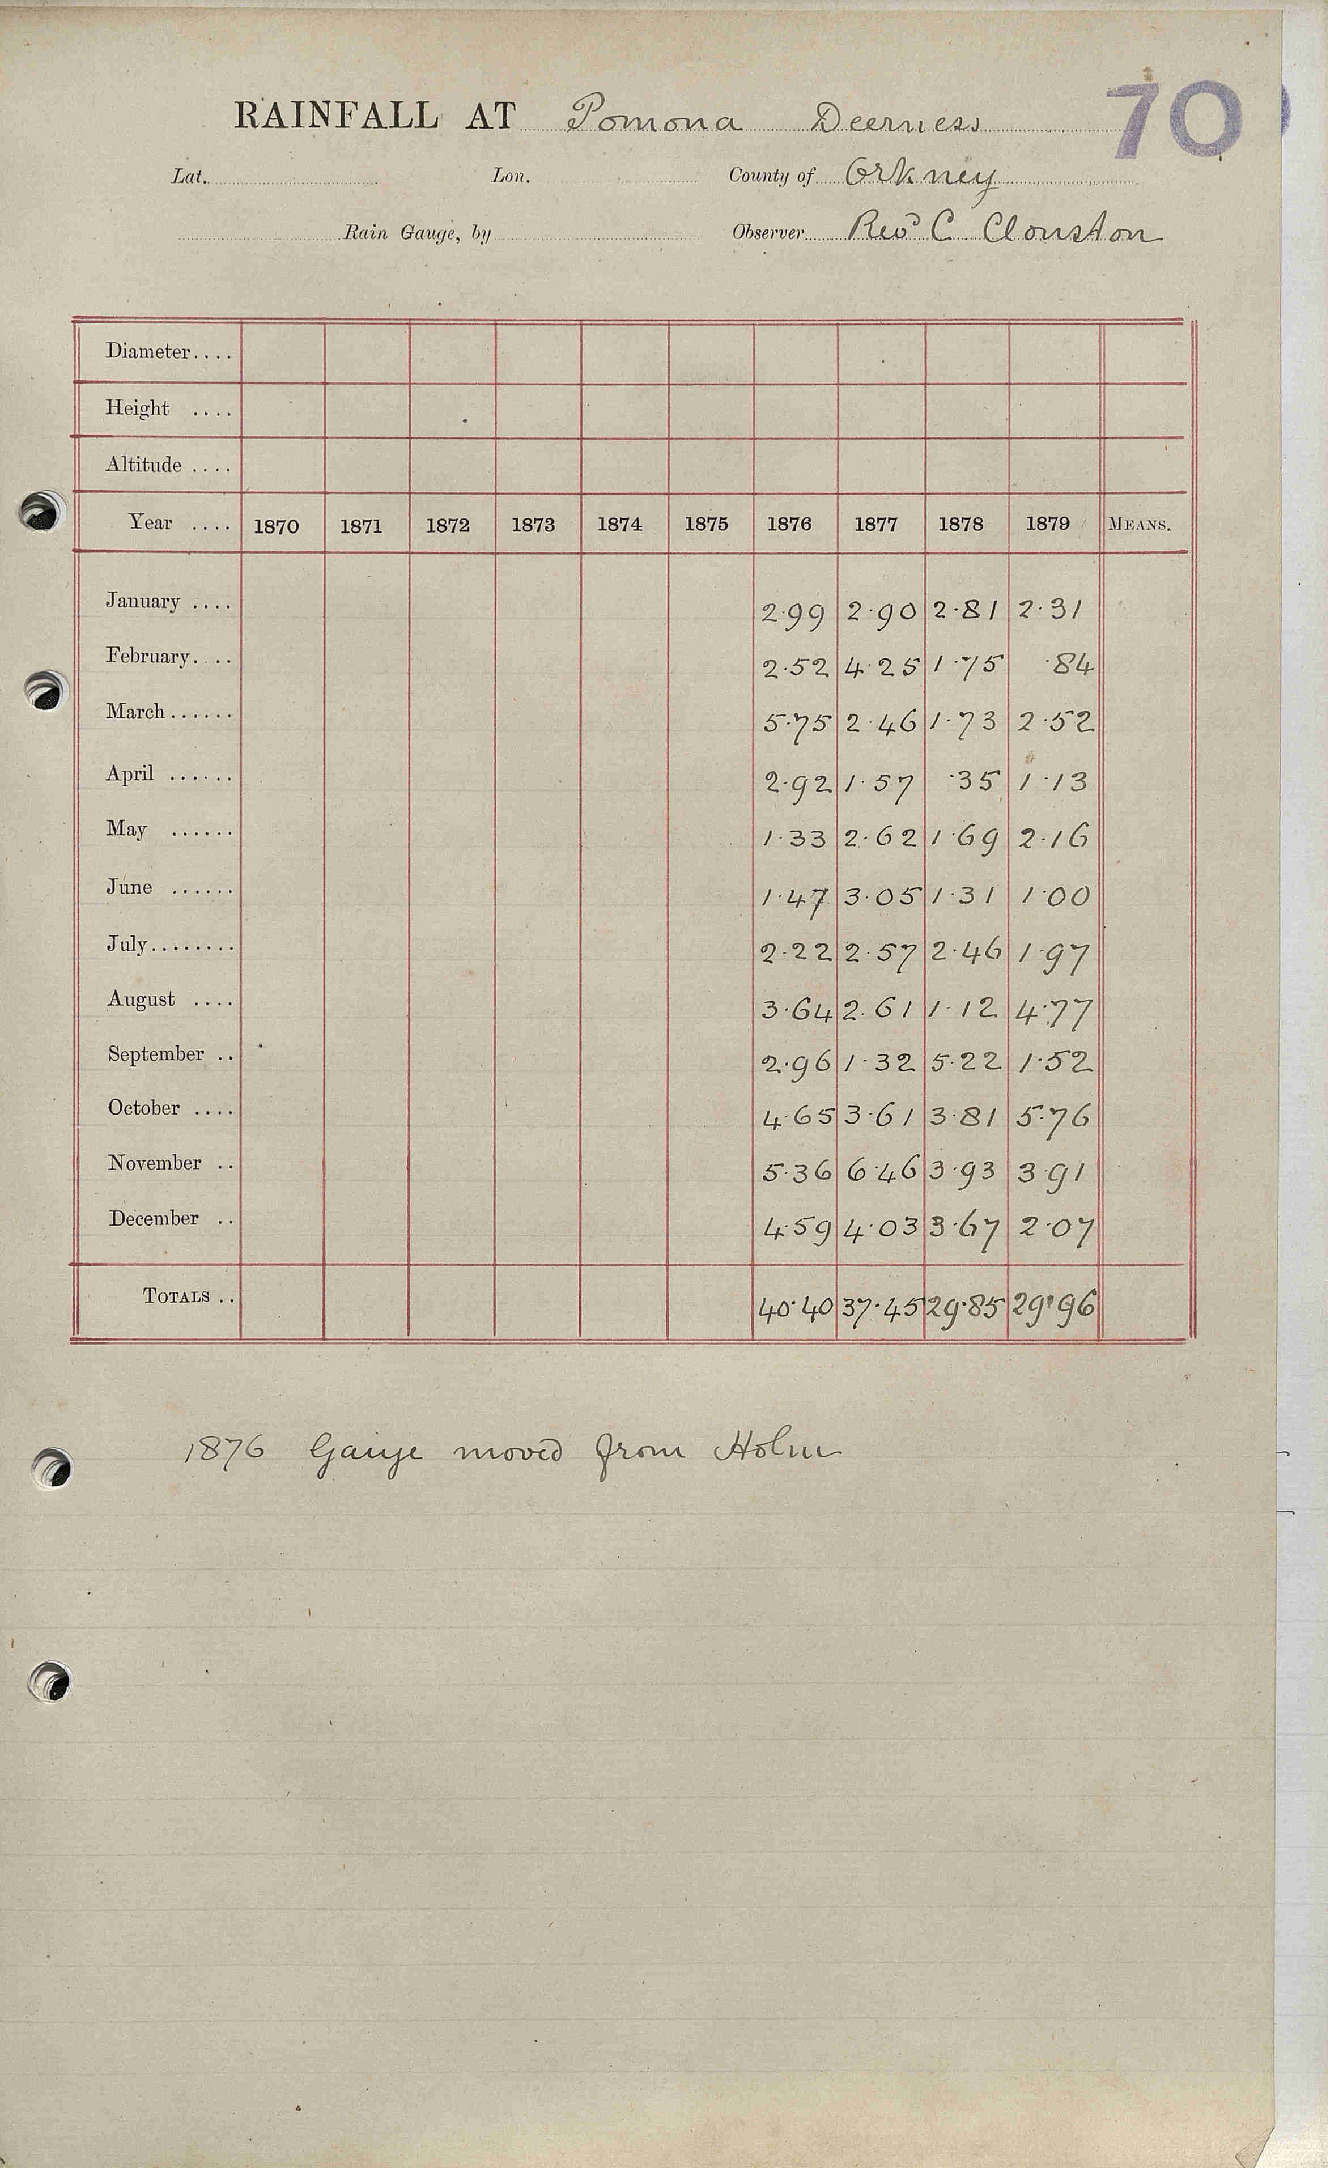 70
RAINFALL AT Pomona Deerness
Lat. Lon. County of Orkney
Rain Gauge, by Observer Revd C Clouston
Diameter....
Height ....
Altitude ....
Year .... 1870 1871 1872 1873 1874 1875 1876 1877 1878 1879 MEANS.
January .... 2.99 2.90 2.81 2.31
February.... 2.52 4.25 1.75 .84
March...... 5.75 2.46 1.73 2.52
April ...... 2.92 1.57 .35 1.13
May ...... 1.33 2.62 1.69 2.16
June ...... 1.47 3.05 1.31 1.00
July........ 2.22 2.57 2.46 1.97
August .... 3.64 2.61 1.12 4.77
September .. 2.96 1.32 5.22 1.52
October .... 4.65 3.61 3.81 5.76
November .. 5.36 6.46 3.93 3.91
December .. 4.59 4.03 3.67 2.07
TOTALS .. 40.40 37.45 29.85 29.96
1876 Gauge moved from Holm